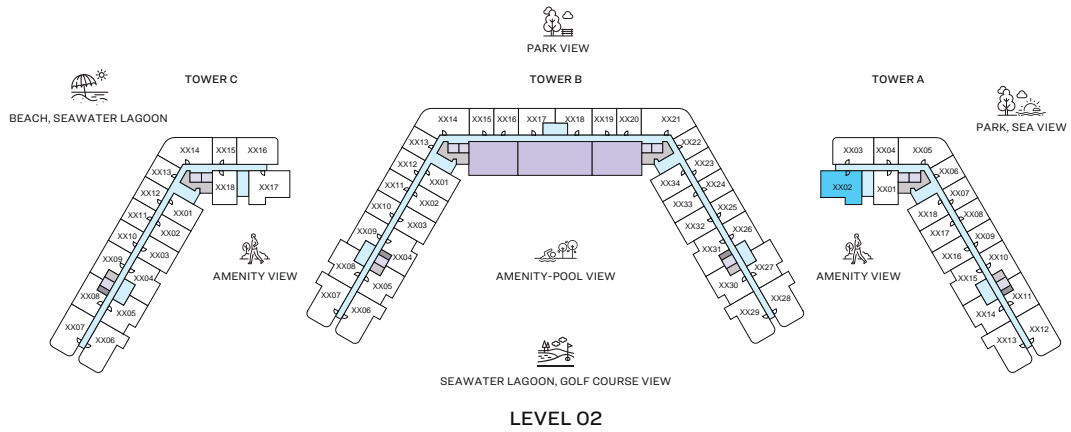 PARK VIEW
TOWER C
TOWER B
TOWER A
BEACH, SEAWATER LAGOON
PARK, SEA VIEW
XX14
XX15
XX16
XX13
XX12
XX11
XX10
XX09
XX08
XX07
XX06
XX05
XX04
XX03
XX02
XX01
XX18
XX17
AMENITY VIEW
XX14
XX15
XX16
XX17
XX18
XX19
XX20
XX21
XX13
XX12
XX11
XX10
XX09
XX08
XX07
XX06
XX05
XX04
XX03
XX02
XX01
XX22
XX23
XX24
XX25
XX26
XX27
XX28
XX29
XX30
XX31
XX32
XX33
XX34
AMENITY-POOL VIEW
XX03
XX04
XX05
XX02
XX01
XX06
XX07
XX08
XX09
XX10
XX11
XX12
XX13
XX14
XX15
XX16
XX17
XX18
AMENITY VIEW
SEAWATER LAGOON, GOLF COURSE VIEW
LEVEL 02